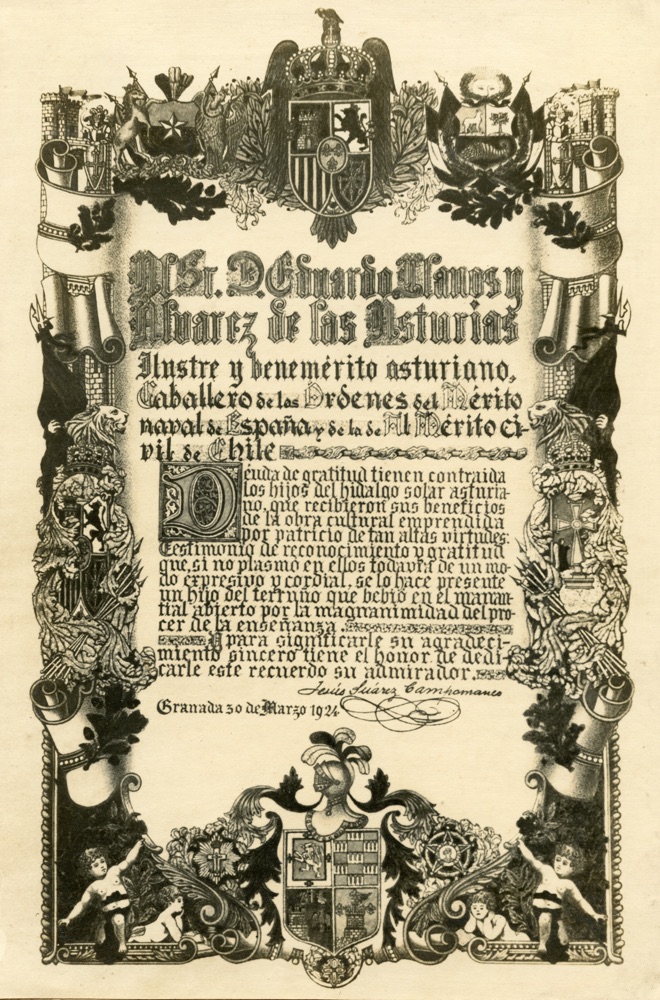 Al Sr. D. Eduardo Llanos y
Alvarez de las Asturias
Ilustre y benemérito asturiano,
Caballero de las Ordenes del Mérito
naval de España y de la de Al Mérito ci-
vil de Chile
Deuda de gratitud tienen contraida
los hijos del hidalgo solar asturia-
no, que recibieron sus beneficios
de la obra cultural emprendida
por patricio de tan altas virtudes:
Testimonio de reconocimiento y gratitud
que, si no plasmó en ellos todavía de un mo-
do expresivo y cordial, se lo hace presente
un hijo del terruño que bebió en el manan-
tial abierto por la magnanimidad del pro-
cer de la enseñanza.
Y para significarle su agradeci-
miento sincero tiene el honor de dedi-
carle este recuerdo su admirador.
Jesús Suárez Campomanes
Granada 30 de Marzo 1924